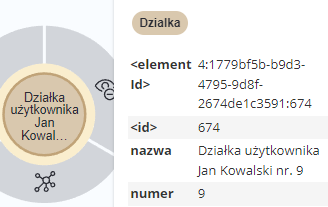 Dzialka
Działka
użytkownika
Jan
Kowal...
<element
Id>
4:1779bf5b-b9d3-
4795-9d8f-
2674de1c3591:674
<id>
674
nazwa
Działka użytkownika
Jan Kowalski nr. 9
numer
9